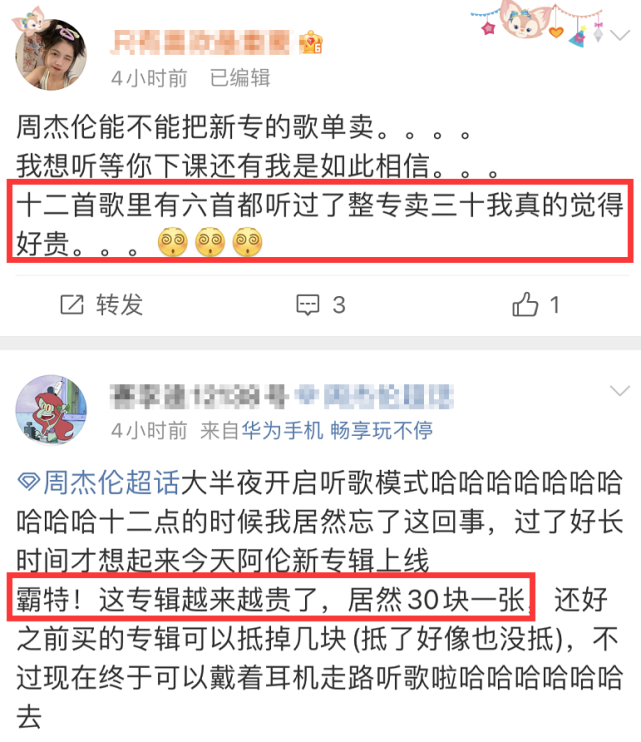 4小时前 已编辑
周杰伦能不能把新专的歌单卖。。。。
我想听等你下课还有我是如此相信。。。
十二首歌里有六首都听过了整专卖三十我真的觉得
好贵。。。
转发 3 1
4小时前 来自华为手机 畅享玩不停
周杰伦超话大半夜开启听歌模式哈哈哈哈哈哈哈
哈哈哈十二点的时候我居然忘了这回事，过了好长
时间才想起来今天阿伦新专辑上线
霸特！这专辑越来越贵了，居然30块一张，还好
之前买的专辑可以抵掉几块(抵了好像也没抵)，不
过现在终于可以戴着耳机走路听歌啦哈哈哈哈哈哈
去